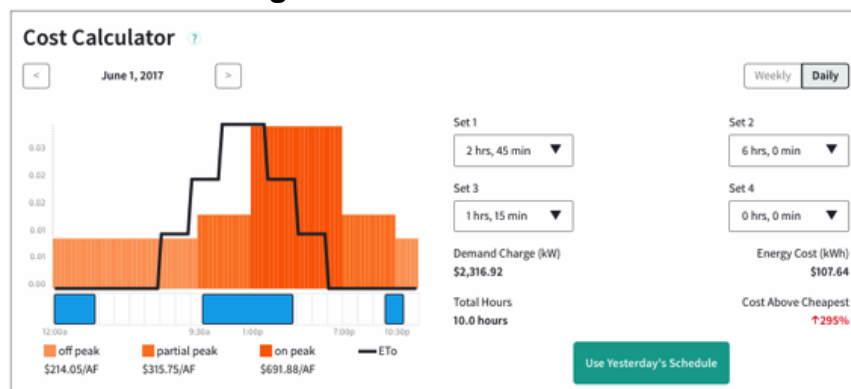 Cost Calculator ?
< June 1, 2017 >
Weekly Daily
0.03
0.02
0.02
0.01
0.01
0.00
12:00a 9:30a 1:00p 7:00p 10:30p
off peak partial peak on peak ETo
$214.05/AF $315.75/AF $691.88/AF
Set 1 Set 2
2 hrs, 45 min 6 hrs, 0 min
Set 3 Set 4
1 hrs, 15 min 0 hrs, 0 min
Demand Charge (kW) Energy Cost (kWh)
$2,316.92 $107.64
Total Hours Cost Above Cheapest
10.0 hours ↑295%
Use Yesterday's Schedule